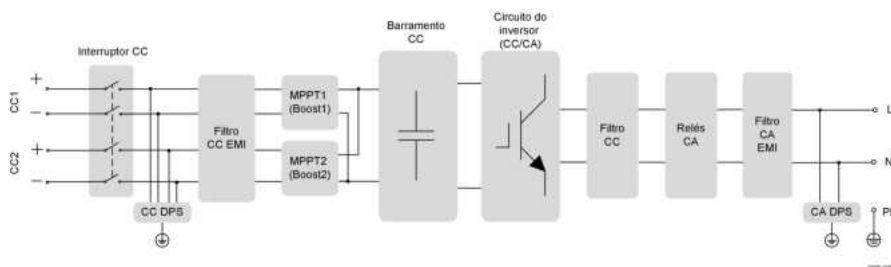 Interruptor CC
Barramento
CC
Circuito do
inversor
(CC/CA)
CC1
+
−
CC2
+
−
Filtro
CC EMI
MPPT1
(Boost1)
MPPT2
(Boost2)
Filtro
CC
Relés
CA
Filtro
CA
EMI
L
N
CC DPS
CA DPS